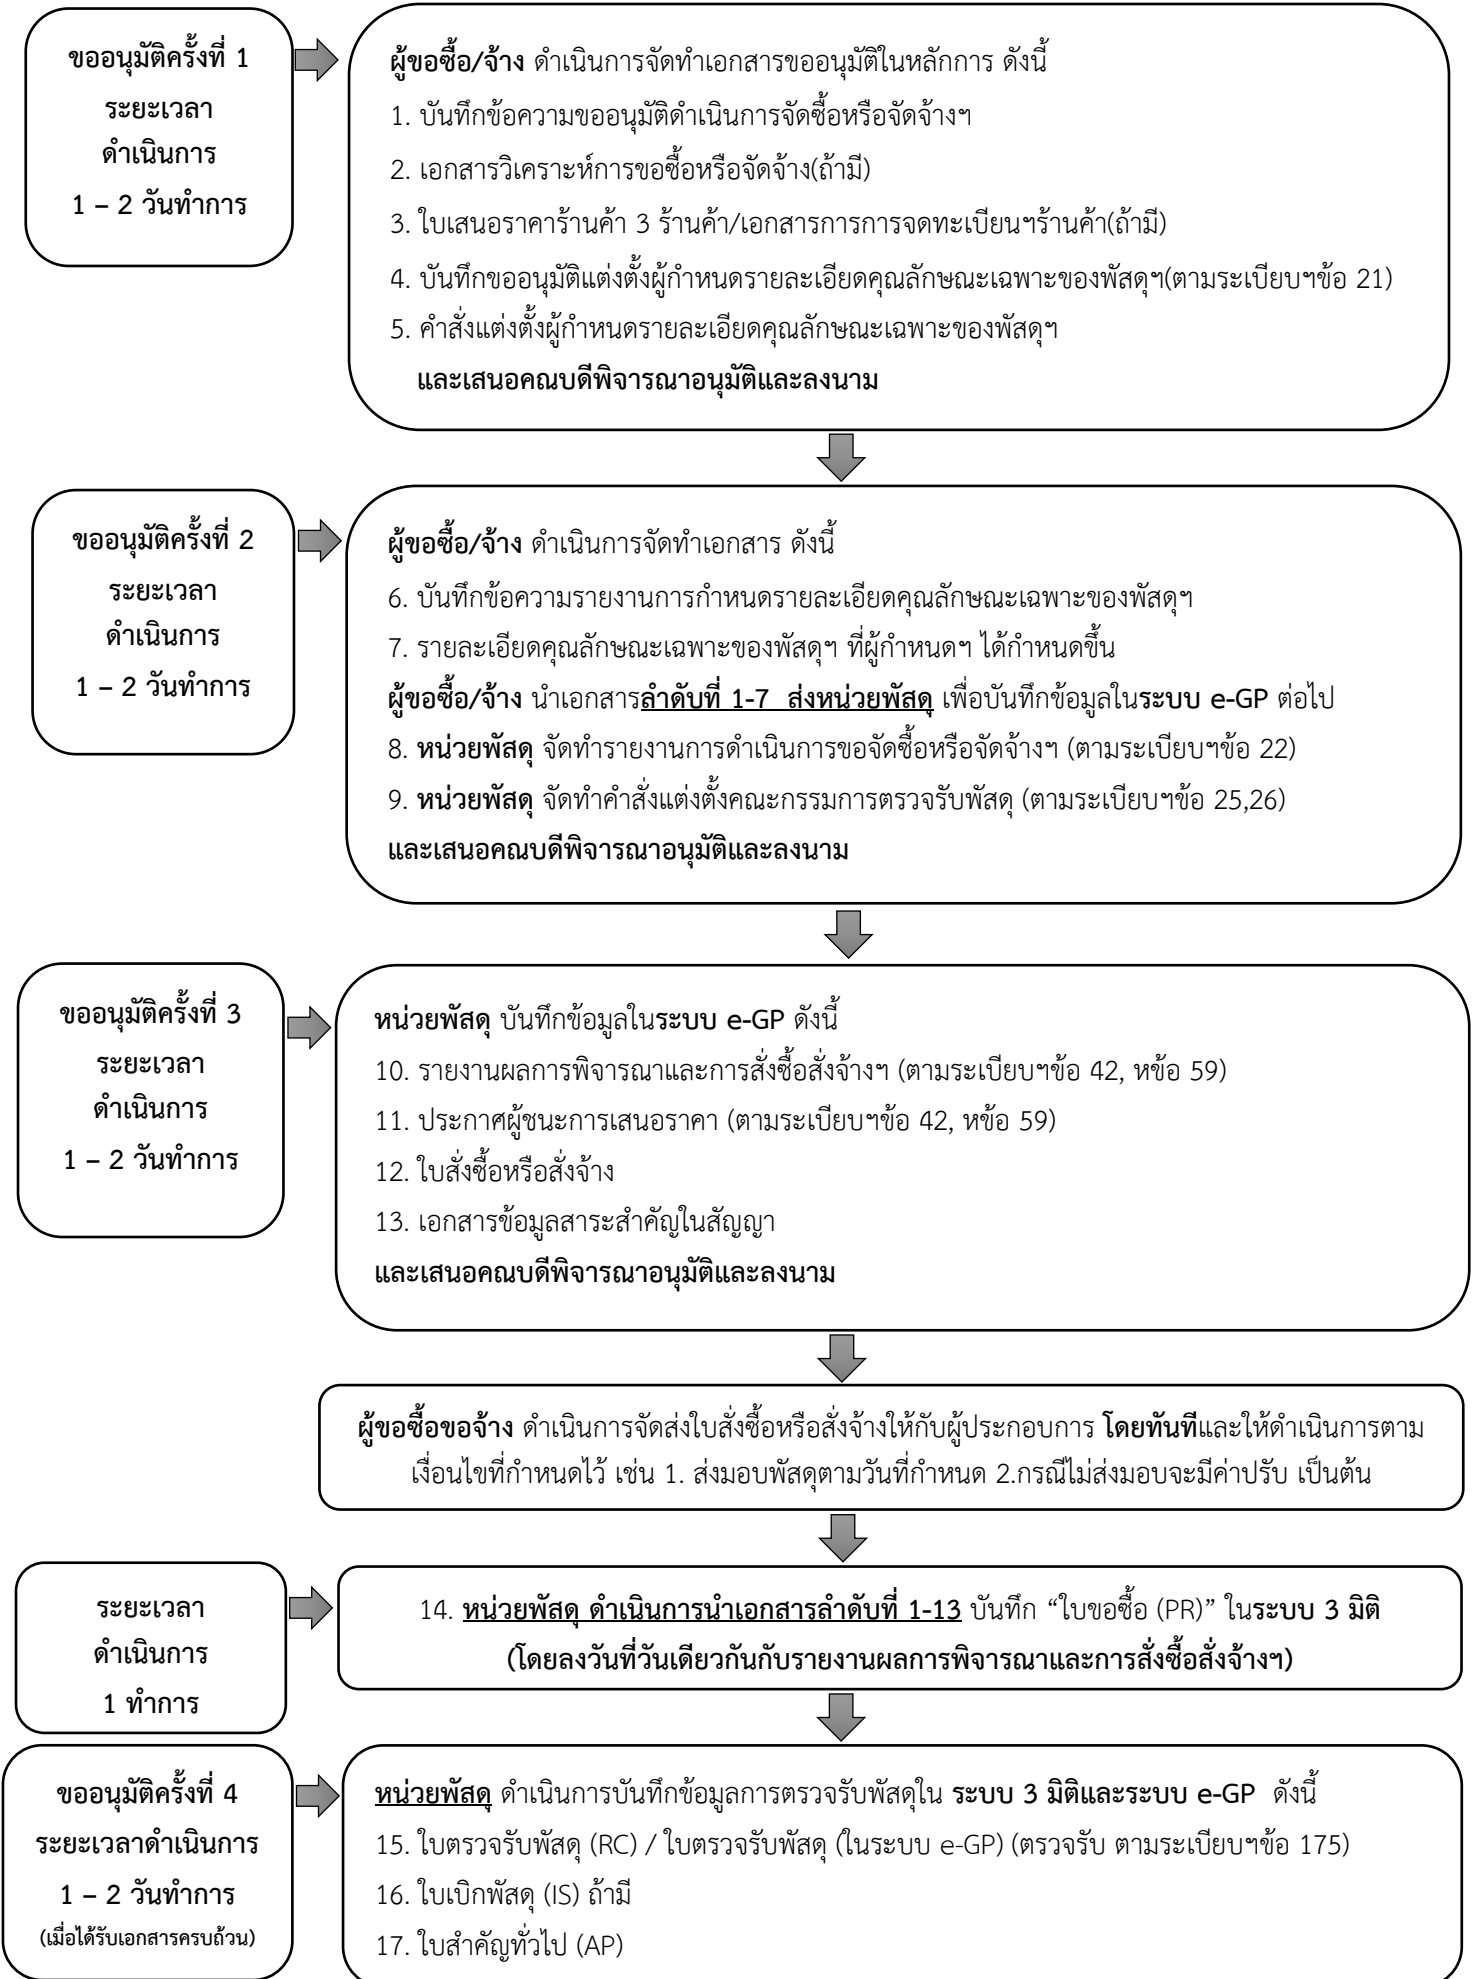 ขออนุมัติครั้งที่ 1
ระยะเวลา
ดำเนินการ
1 – 2 วันทำการ
ผู้ขอซื้อ/จ้าง ดำเนินการจัดทำเอกสารขออนุมัติในหลักการ ดังนี้
1. บันทึกข้อความขออนุมัติดำเนินการจัดซื้อหรือจัดจ้างฯ
2. เอกสารวิเคราะห์การขอซื้อหรือจัดจ้าง(ถ้ามี)
3. ใบเสนอราคาร้านค้า 3 ร้านค้า/เอกสารการการจดทะเบียนฯร้านค้า(ถ้ามี)
4. บันทึกขออนุมัติแต่งตั้งผู้กำหนดรายละเอียดคุณลักษณะเฉพาะของพัสดุฯ(ตามระเบียบฯข้อ 21)
5. คำสั่งแต่งตั้งผู้กำหนดรายละเอียดคุณลักษณะเฉพาะของพัสดุฯ
และเสนอคณบดีพิจารณาอนุมัติและลงนาม
ขออนุมัติครั้งที่ 2
ระยะเวลา
ดำเนินการ
1 – 2 วันทำการ
ผู้ขอซื้อ/จ้าง ดำเนินการจัดทำเอกสาร ดังนี้
6. บันทึกข้อความรายงานการกำหนดรายละเอียดคุณลักษณะเฉพาะของพัสดุฯ
7. รายละเอียดคุณลักษณะเฉพาะของพัสดุฯ ที่ผู้กำหนดฯ ได้กำหนดขึ้น
ผู้ขอซื้อ/จ้าง นำเอกสารลำดับที่ 1-7  ส่งหน่วยพัสดุ เพื่อบันทึกข้อมูลในระบบ e-GP ต่อไป
8. หน่วยพัสดุ จัดทำรายงานการดำเนินการขอจัดซื้อหรือจัดจ้างฯ (ตามระเบียบฯข้อ 22)
9. หน่วยพัสดุ จัดทำคำสั่งแต่งตั้งคณะกรรมการตรวจรับพัสดุ (ตามระเบียบฯข้อ 25,26)
และเสนอคณบดีพิจารณาอนุมัติและลงนาม
ขออนุมัติครั้งที่ 3
ระยะเวลา
ดำเนินการ
1 – 2 วันทำการ
หน่วยพัสดุ บันทึกข้อมูลในระบบ e-GP ดังนี้
10. รายงานผลการพิจารณาและการสั่งซื้อสั่งจ้างฯ (ตามระเบียบฯข้อ 42, หข้อ 59)
11. ประกาศผู้ชนะการเสนอราคา (ตามระเบียบฯข้อ 42, หข้อ 59)
12. ใบสั่งซื้อหรือสั่งจ้าง
13. เอกสารข้อมูลสาระสำคัญในสัญญา
และเสนอคณบดีพิจารณาอนุมัติและลงนาม
ผู้ขอซื้อขอจ้าง ดำเนินการจัดส่งใบสั่งซื้อหรือสั่งจ้างให้กับผู้ประกอบการ โดยทันทีและให้ดำเนินการตาม
เงื่อนไขที่กำหนดไว้ เช่น 1. ส่งมอบพัสดุตามวันที่กำหนด 2.กรณีไม่ส่งมอบจะมีค่าปรับ เป็นต้น
ระยะเวลา
ดำเนินการ
1 ทำการ
14. หน่วยพัสดุ ดำเนินการนำเอกสารลำดับที่ 1-13 บันทึก “ใบขอซื้อ (PR)” ในระบบ 3 มิติ
(โดยลงวันที่วันเดียวกันกับรายงานผลการพิจารณาและการสั่งซื้อสั่งจ้างฯ)
ขออนุมัติครั้งที่ 4
ระยะเวลาดำเนินการ
1 – 2 วันทำการ
(เมื่อได้รับเอกสารครบถ้วน)
หน่วยพัสดุ ดำเนินการบันทึกข้อมูลการตรวจรับพัสดุใน ระบบ 3 มิติและระบบ e-GP  ดังนี้
15. ใบตรวจรับพัสดุ (RC) / ใบตรวจรับพัสดุ (ในระบบ e-GP) (ตรวจรับ ตามระเบียบฯข้อ 175)
16. ใบเบิกพัสดุ (IS) ถ้ามี
17. ใบสำคัญทั่วไป (AP)